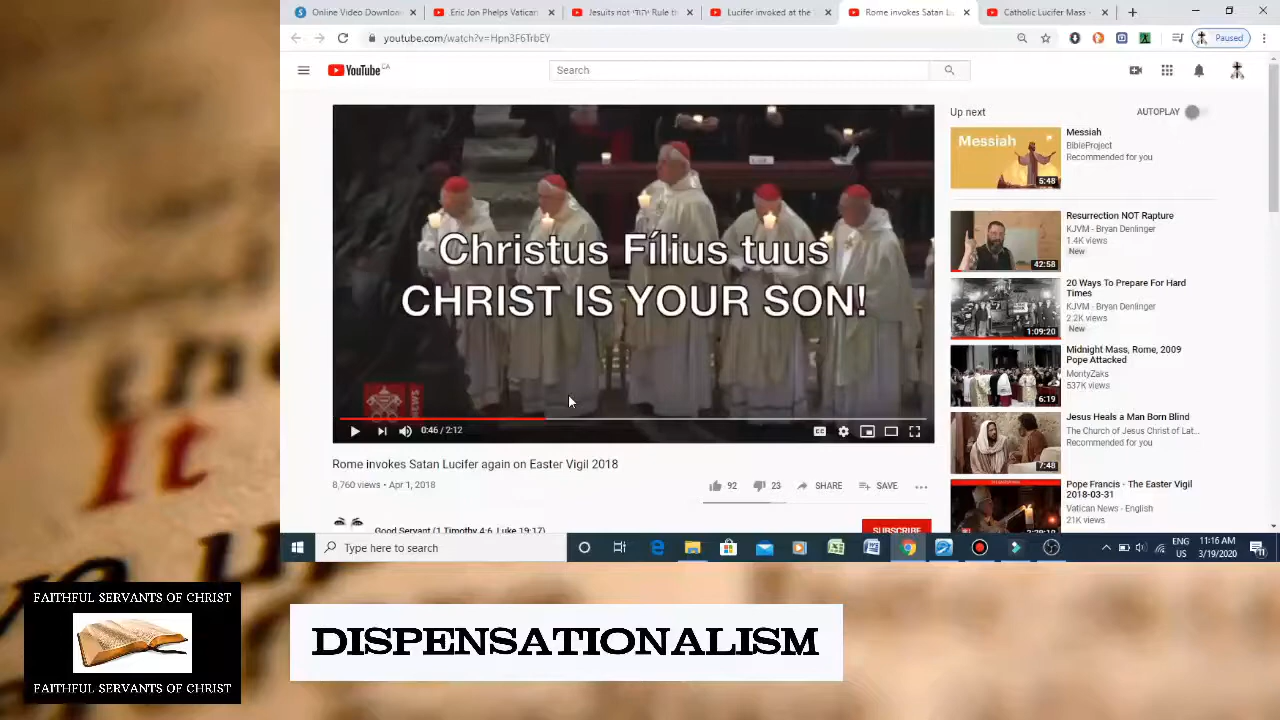 Online Video Downloa
Eric Jon Phelps Vatican
Lucifer invoked at the
Rome invokes Satan L
Catholic Lucifer Mass -
youtube.com/watch?v=Hpn3F6TrbEY
Paused
YouTube CA
Search
Christus Fílius tuus
CHRIST IS YOUR SON!
NEWS
0:46 / 2:12
CC
Rome invokes Satan Lucifer again on Easter Vigil 2018
8,760 views • Apr 1, 2018
92
23
SHARE
SAVE
Good Servant (1 Timothy 4:6, Luke 19:17)
SUBSCRIBE
Up next
AUTOPLAY
Messiah
5:48
Messiah
BibleProject
Recommended for you
42:58
Resurrection NOT Rapture
KJVM - Bryan Denlinger
1.4K views
New
1:09:20
20 Ways To Prepare For Hard
Times
KJVM - Bryan Denlinger
2.2K views
New
6:19
Midnight Mass, Rome, 2009
Pope Attacked
MontyZaks
537K views
7:48
Jesus Heals a Man Born Blind
The Church of Jesus Christ of Lat...
Recommended for you
Pope Francis - The Easter Vigil
2018-03-31
Vatican News - English
21K views
Type here to search
ENG
US
11:16 AM
3/19/2020
the
It
FAITHFUL SERVANTS OF CHRIST
FAITHFUL SERVANTS OF CHRIST
DISPENSATIONALISM